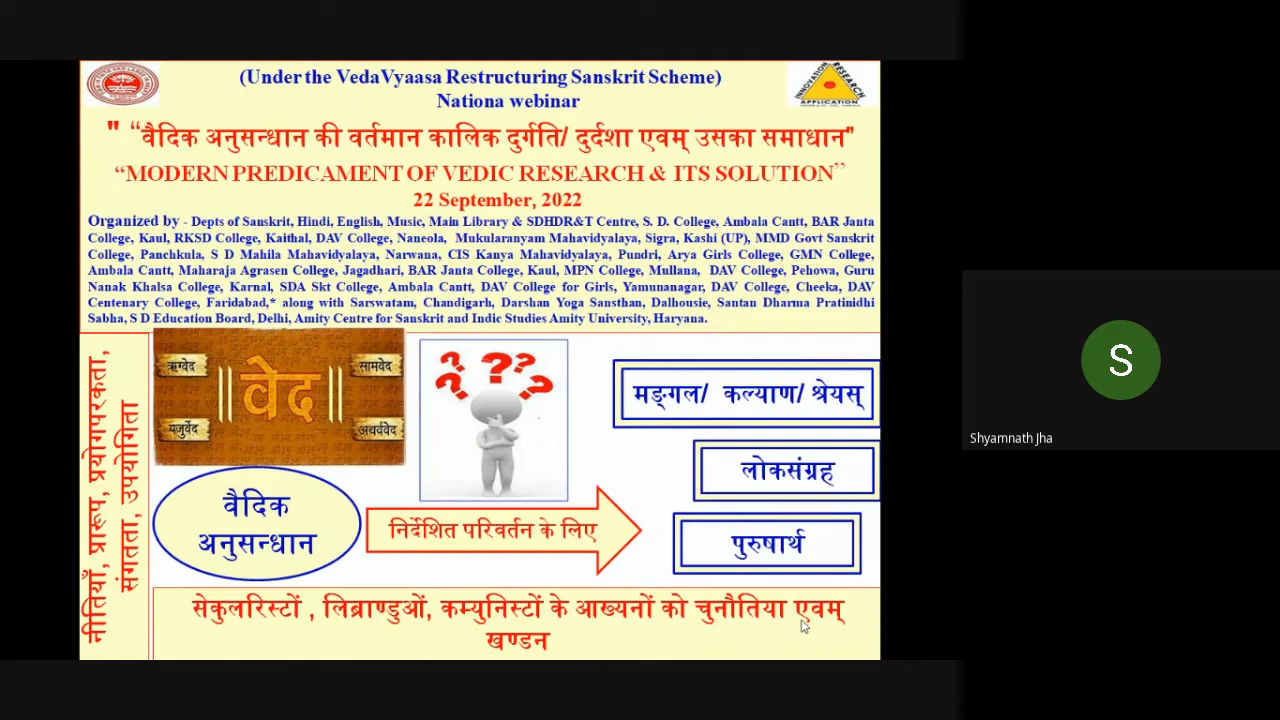 (Under the VedaVyaasa Restructuring Sanskrit Scheme)
Nationa webinar
" “वैदिक अनुसन्धान की वर्तमान कालिक दुर्गति/ दुर्दशा एवम् उसका समाधान”
“MODERN PREDICAMENT OF VEDIC RESEARCH & ITS SOLUTION”
22 September, 2022
Organized by - Depts of Sanskrit, Hindi, English, Music, Main Library & SDHDR&T Centre, S. D. College, Ambala Cantt, BAR Janta
College, Kaul, RKSD College, Kaithal, DAV College, Naneola, Mukularanyam Mahavidyalaya, Sigra, Kashi (UP), MMD Govt Sanskrit
College, Panchkula, S D Mahila Mahavidyalaya, Narwana, CIS Kanya Mahavidyalaya, Pundri, Arya Girls College, GMN College,
Ambala Cantt, Maharaja Agrasen College, Jagadhari, BAR Janta College, Kaul, MPN College, Mullana, DAV College, Pehowa, Guru
Nanak Khalsa College, Karnal, SDA Skt College, Ambala Cantt, DAV College for Girls, Yamunanagar, DAV College, Cheeka, DAV
Centenary College, Faridabad,* along with Sarswatam, Chandigarh, Darshan Yoga Sansthan, Dalhousie, Santan Dharma Pratinidhi
Sabha, S D Education Board, Delhi, Amity Centre for Sanskrit and Indic Studies Amity University, Haryana.
INNOVATION RESEARCH
APPLICATION
नीतियाँ, प्रारूप, प्रयोगपरकता,
संगतता, उपयोगिता
ऋग्वेद
सामवेद
॥ वेद ॥
यजुर्वेद
अथर्ववेद
? ? ? ? ?
मङ्गल/ कल्याण/ श्रेयस्
लोकसंग्रह
वैदिक
अनुसन्धान
निर्देशित परिवर्तन के लिए
पुरुषार्थ
सेकुलरिस्टों , लिब्राण्डुओं, कम्युनिस्टों के आख्यनों को चुनौतिया एवम्
खण्डन
S
Shyamnath Jha